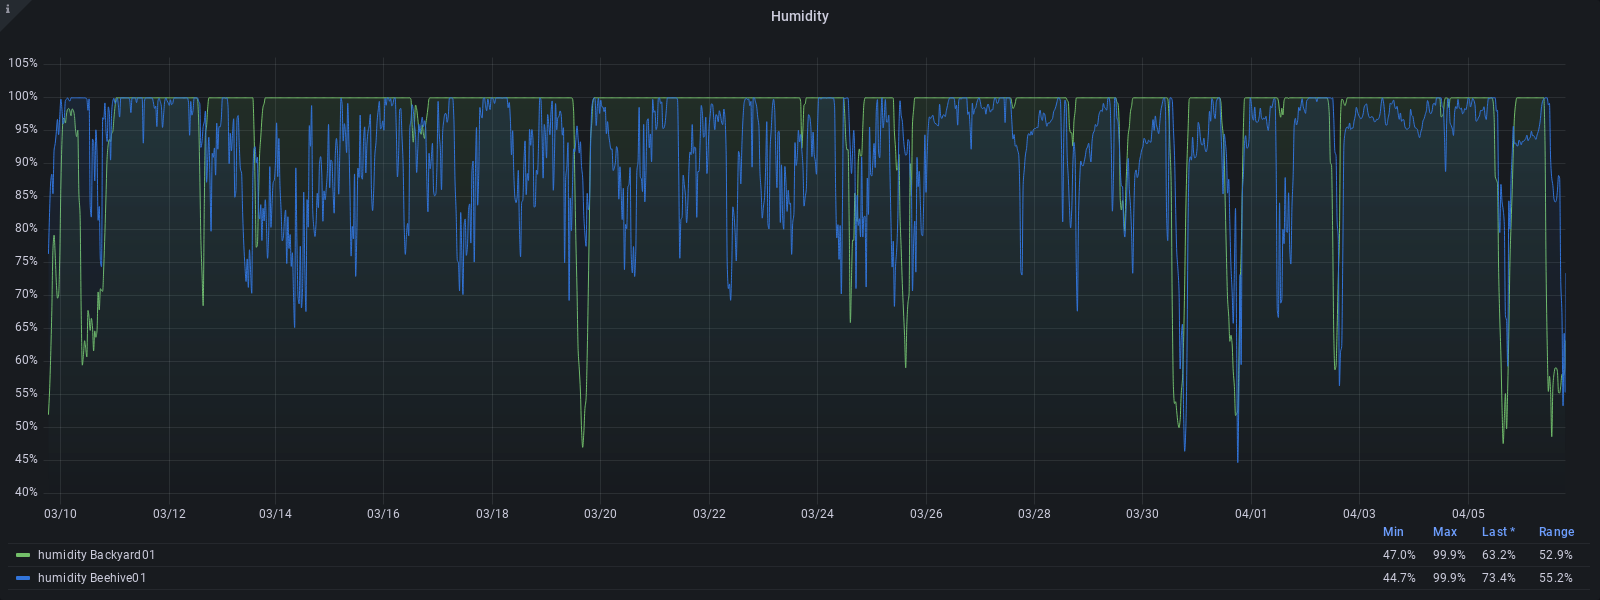 i
Humidity
105%
100%
95%
90%
85%
80%
75%
70%
65%
60%
55%
50%
45%
40%
03/10 03/12 03/14 03/16 03/18 03/20 03/22 03/24 03/26 03/28 03/30 04/01 04/03 04/05
Min Max Last * Range
humidity Backyard01 47.0% 99.9% 63.2% 52.9%
humidity Beehive01 44.7% 99.9% 73.4% 55.2%